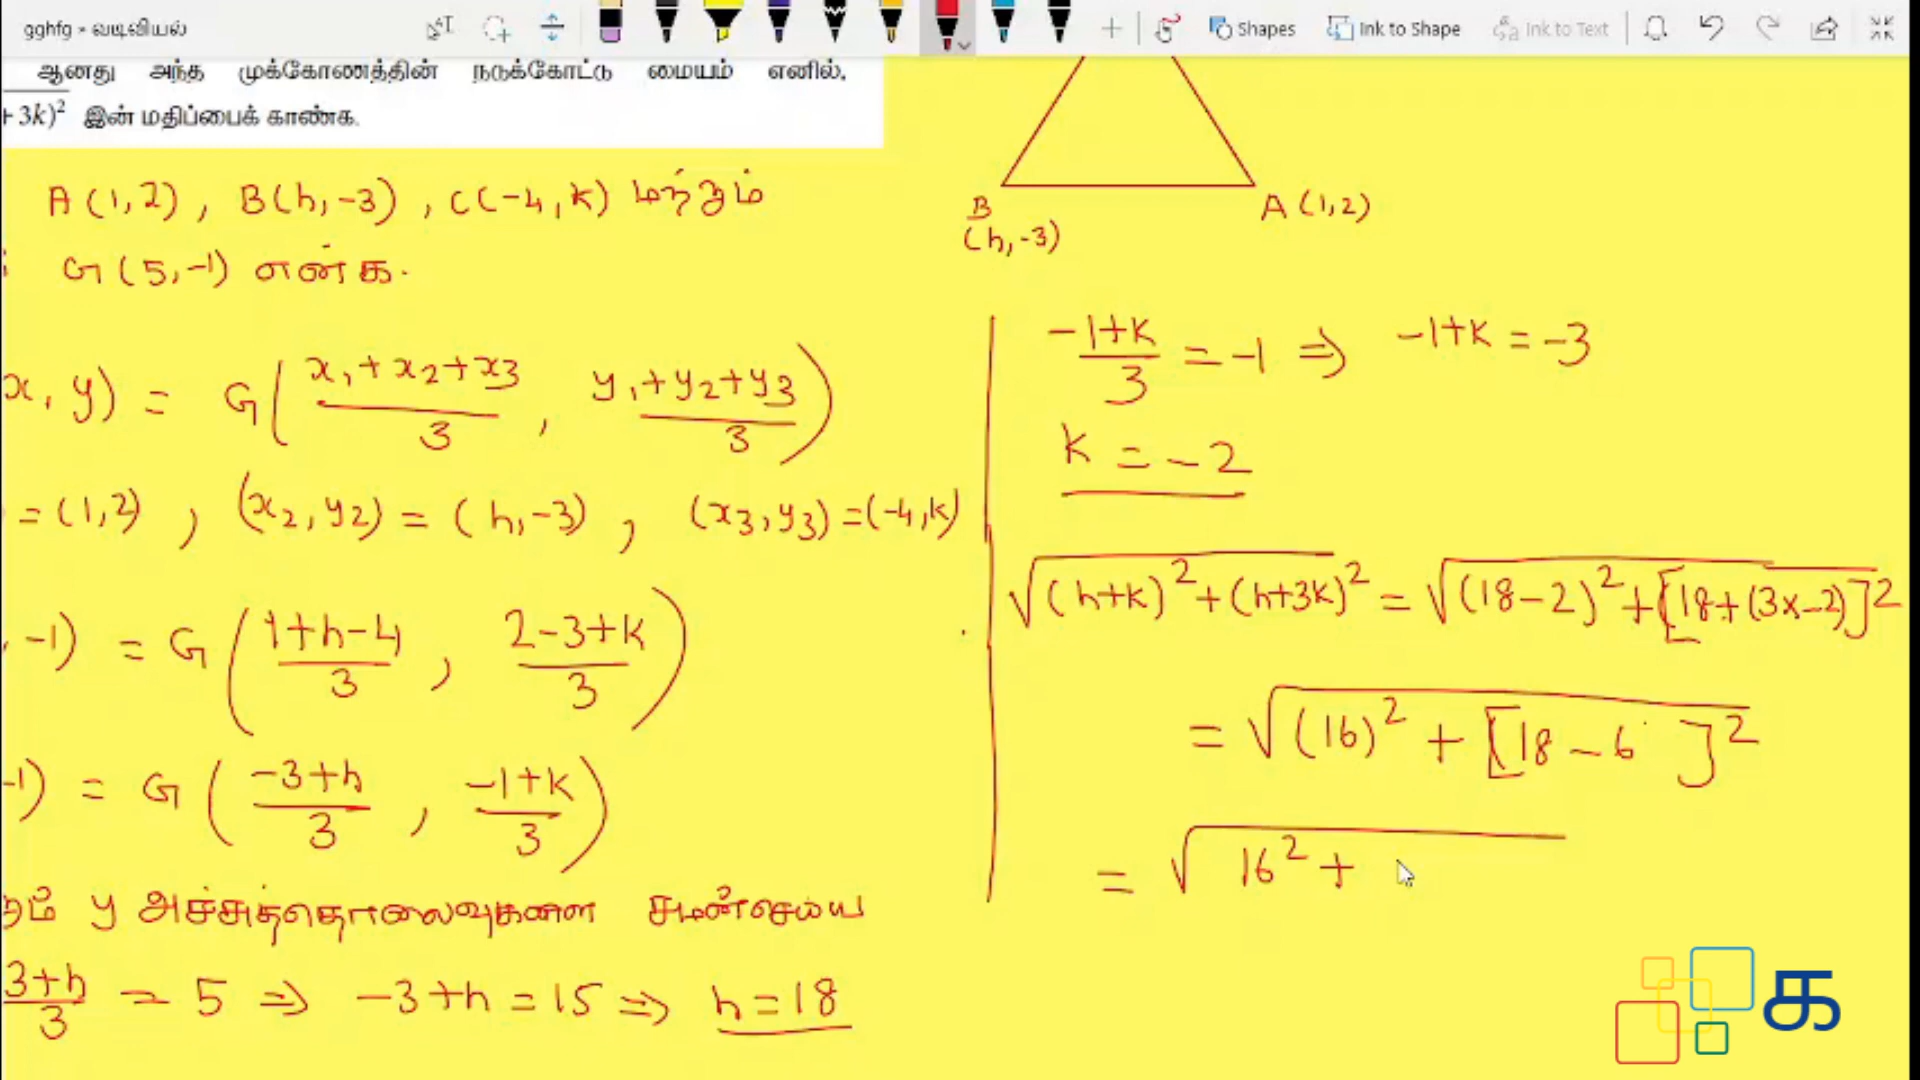 gghfg - வடிவியல்
Shapes Ink to Shape Ink to Text
ஆனது அந்த முக்கோணத்தின் நடுக்கோட்டு மையம் எனில்,
+3k)² இன் மதிப்பைக் காண்க.
A(1,2), B(h,-3), C(-4,k) மற்றும்
G(5,-1) என்க.
B
(h,-3)
A(1,2)
x, y) = G((x₁+x₂+x₃)/3, (y₁+y₂+y₃)/3)
=(1,2), (x₂,y₂)=(h,-3), (x₃,y₃)=(-4,k)
, -1) = G((1+h-4)/3, (2-3+k)/3)
-1) = G((-3+h)/3, (-1+k)/3)
y அச்சுத்தொலைவுகளை சமன்செய்ய
3+h/3 = 5 ⇒ -3+h=15 ⇒ h=18
(-1+k)/3 = -1 ⇒ -1+k = -3
k = -2
√((h+k)²+(h+3k)²) = √((18-2)²+[18+(3x-2)]²)
= √((16)² + [18-6]²)
= √(16² +
க